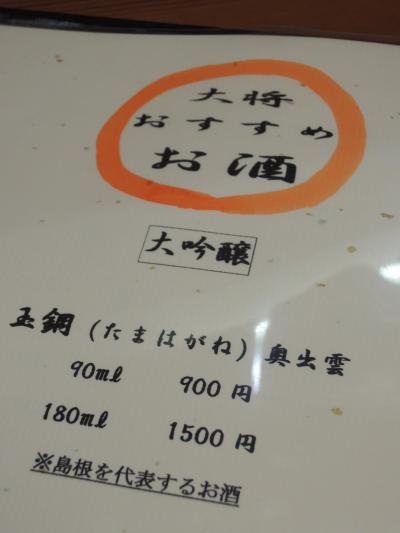 大将
おすすめ
お酒
大吟醸
玉鋼（たまはがね）奥出雲
90ml 900円
180ml 1500円
※島根を代表するお酒